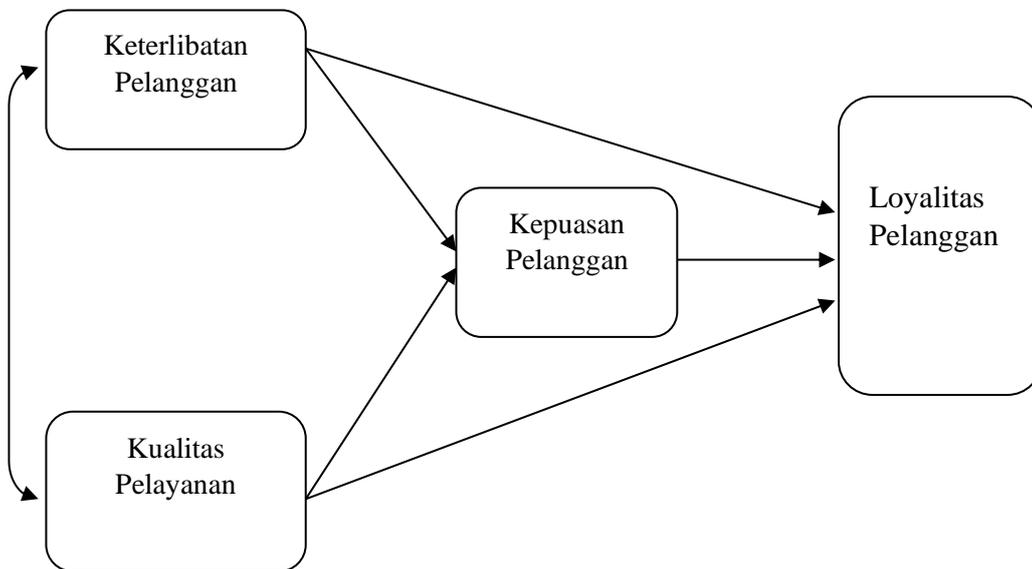 Keterlibatan
Pelanggan
Kepuasan
Pelanggan
Loyalitas
Pelanggan
Kualitas
Pelayanan